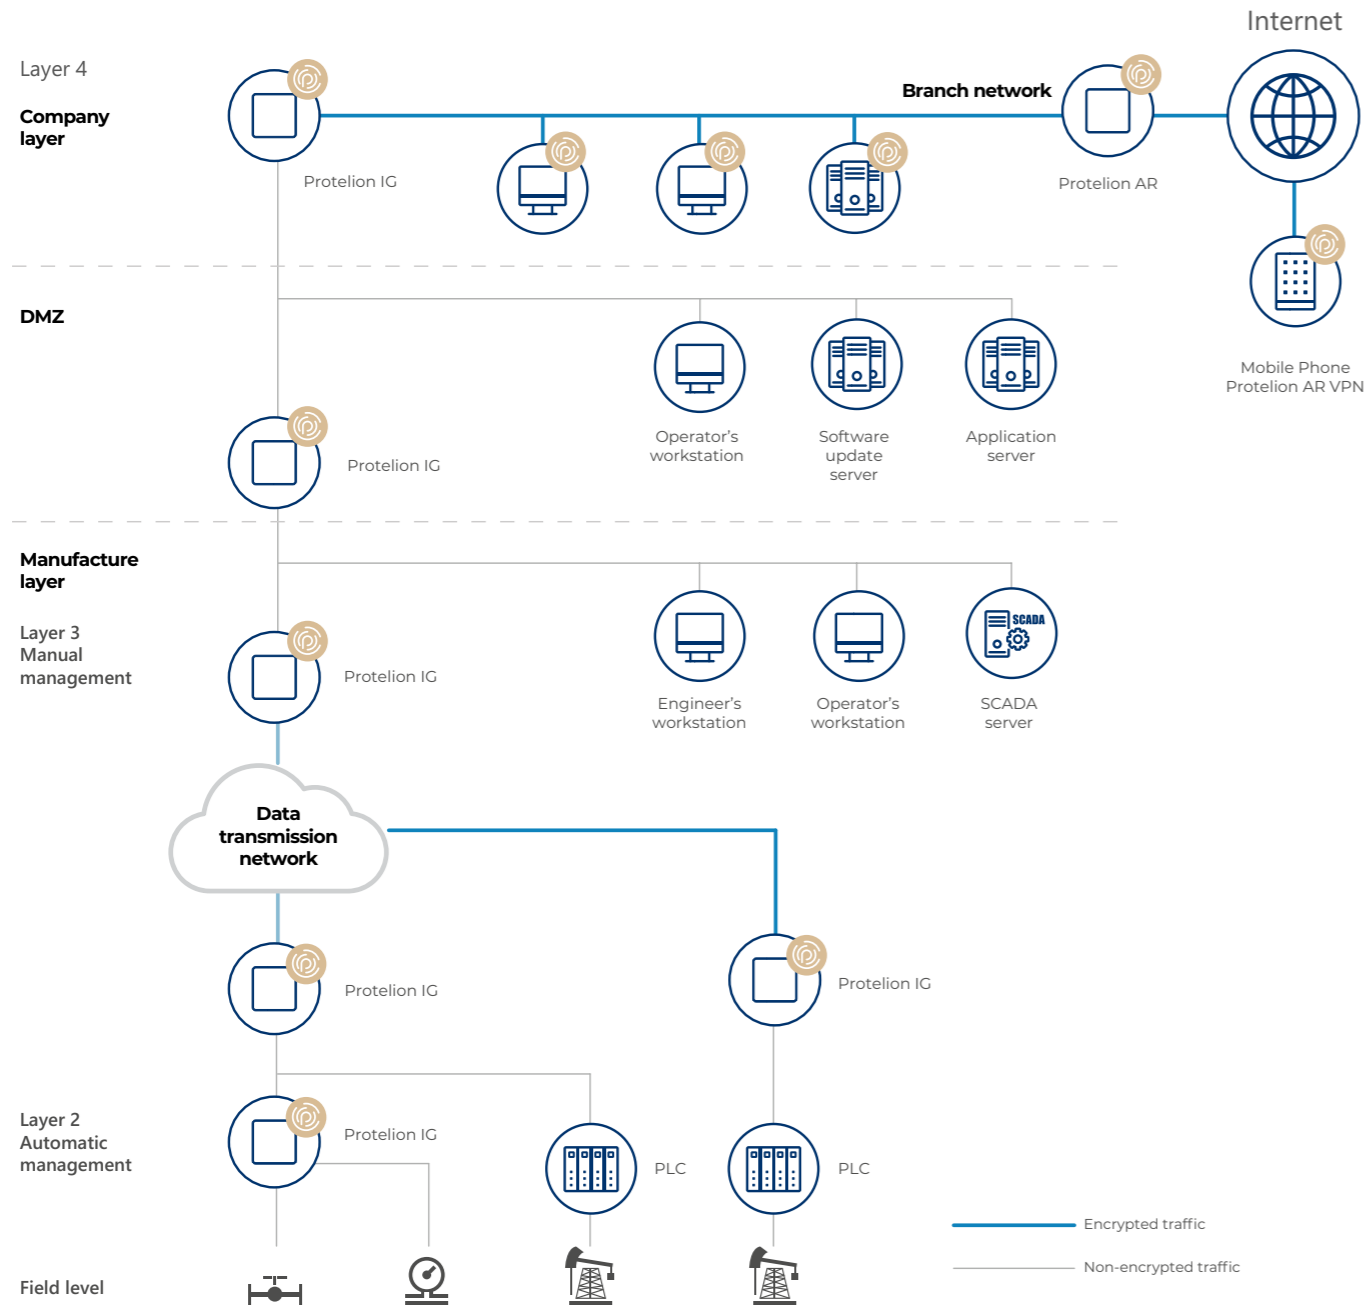 Internet
Layer 4
Company
layer
Branch network
Protelion IG
Protelion AR
DMZ
Mobile Phone
Protelion AR VPN
Operator's
workstation
Software
update
server
Application
server
Protelion IG
Manufacture
layer
Layer 3
Manual
management
Protelion IG
SCADA
Engineer's
workstation
Operator's
workstation
SCADA
server
Data
transmission
network
Protelion IG
Protelion IG
Layer 2
Automatic
management
Protelion IG
PLC
PLC
Encrypted traffic
Non-encrypted traffic
Field level